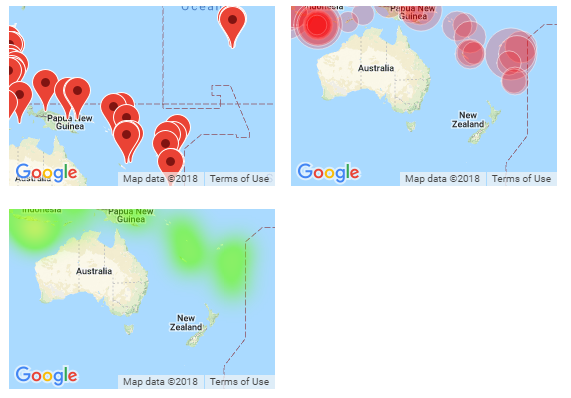 Ocean
Papua New
Guinea
Australia
Google
Map data ©2018
Terms of Use
Indonesia
Papua New
Guinea
Australia
New
Zealand
Google
Map data ©2018
Terms of Use
Indonesia
Papua New
Guinea
Australia
New
Zealand
Google
Map data ©2018
Terms of Use